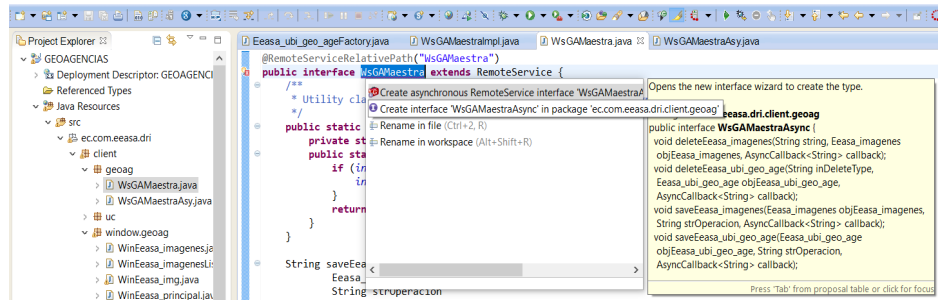 Project Explorer
Eeasa_ubi_geo_ageFactory.java
WsGAMaestraImpl.java
WsGAMaestra.java
WsGAMaestraAsy.java
GEOAGENCIAS
Deployment Descriptor: GEOAGENCI
Referenced Types
Java Resources
src
ec.com.eeasa.dri
client
geoag
WsGAMaestra.java
WsGAMaestraAsy.java
uc
window.geoag
WinEeasa_imagenes.ja
WinEeasa_imagenesLi
WinEeasa_img.java
WinEeasa_principal.jav
@RemoteServiceRelativePath("WsGAMaestra")
public interface WsGAMaestra extends RemoteService {
/**
* Utility cla
*/
public static
private st
public sta
if (in
in
}
return
}
}
String saveEea
Eeasa_
String strOperacion
Create asynchronous RemoteService interface 'WsGAMaestraA
Create interface 'WsGAMaestraAsync' in package 'ec.com.eeasa.dri.client.geoag'
Rename in file (Ctrl+2, R)
Rename in workspace (Alt+Shift+R)
Opens the new interface wizard to create the type.
eeasa.dri.client.geoag
public interface WsGAMaestraAsync {
void deleteEeasa_imagenes(String string, Eeasa_imagenes
objEeasa_imagenes, AsyncCallback<String> callback);
void deleteEeasa_ubi_geo_age(String inDeleteType,
Eeasa_ubi_geo_age objEeasa_ubi_geo_age,
AsyncCallback<String> callback);
void saveEeasa_imagenes(Eeasa_imagenes objEeasa_imagenes,
String strOperacion, AsyncCallback<String> callback);
void saveEeasa_ubi_geo_age(Eeasa_ubi_geo_age
objEeasa_ubi_geo_age, String strOperacion,
AsyncCallback<String> callback);
Press 'Tab' from proposal table or click for focus